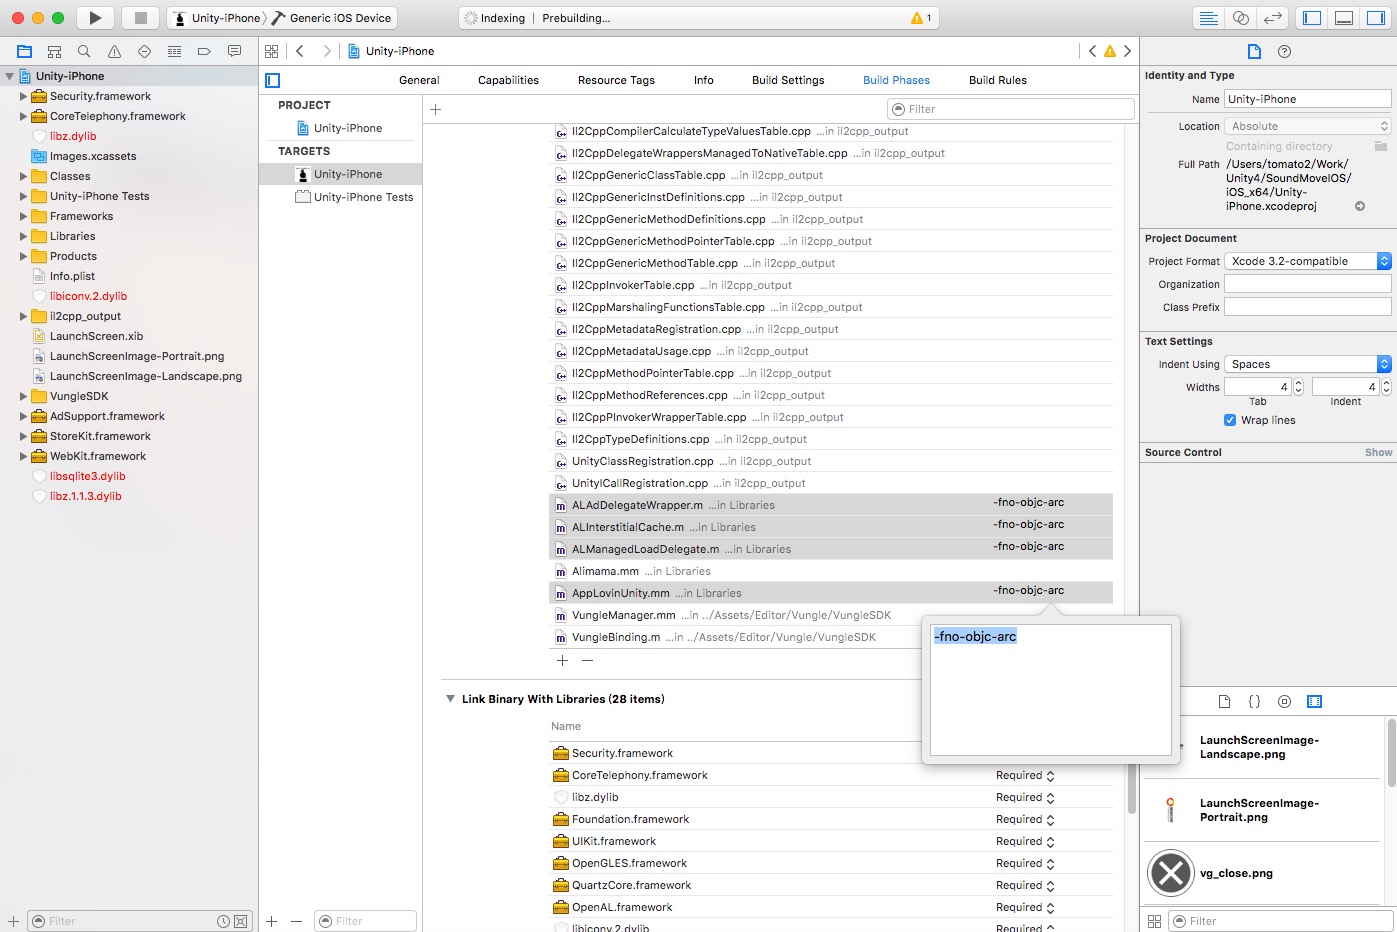 Unity-iPhone
Generic iOS Device
Indexing
Prebuilding...
1
Unity-iPhone
Security.framework
CoreTelephony.framework
libz.dylib
Images.xcassets
Classes
Unity-iPhone Tests
Frameworks
Libraries
Products
Info.plist
libiconv.2.dylib
il2cpp_output
LaunchScreen.xib
LaunchScreenImage-Portrait.png
LaunchScreenImage-Landscape.png
VungleSDK
AdSupport.framework
StoreKit.framework
WebKit.framework
libsqlite3.dylib
libz.1.1.3.dylib
Filter
Unity-iPhone
General
Capabilities
Resource Tags
Info
Build Settings
Build Phases
Build Rules
PROJECT
Unity-iPhone
TARGETS
Unity-iPhone
Unity-iPhone Tests
Filter
Filter
Il2CppCompilerCalculateTypeValuesTable.cpp ...in il2cpp_output
Il2CppDelegateWrappersManagedToNativeTable.cpp ...in il2cpp_output
Il2CppGenericClassTable.cpp ...in il2cpp_output
Il2CppGenericInstDefinitions.cpp ...in il2cpp_output
Il2CppGenericMethodDefinitions.cpp ...in il2cpp_output
Il2CppGenericMethodPointerTable.cpp ...in il2cpp_output
Il2CppGenericMethodTable.cpp ...in il2cpp_output
Il2CppInvokerTable.cpp ...in il2cpp_output
Il2CppMarshalingFunctionsTable.cpp ...in il2cpp_output
Il2CppMetadataRegistration.cpp ...in il2cpp_output
Il2CppMetadataUsage.cpp ...in il2cpp_output
Il2CppMethodPointerTable.cpp ...in il2cpp_output
Il2CppMethodReferences.cpp ...in il2cpp_output
Il2CppPInvokerWrapperTable.cpp ...in il2cpp_output
Il2CppTypeDefinitions.cpp ...in il2cpp_output
UnityClassRegistration.cpp ...in il2cpp_output
UnityICallRegistration.cpp ...in il2cpp_output
ALAdDelegateWrapper.m ...in Libraries -fno-objc-arc
ALInterstitialCache.m ...in Libraries -fno-objc-arc
ALManagedLoadDelegate.m ...in Libraries -fno-objc-arc
Alimama.mm ...in Libraries
AppLovinUnity.mm ...in Libraries -fno-objc-arc
VungleManager.mm ...in ../Assets/Editor/Vungle/VungleSDK
VungleBinding.m ...in ../Assets/Editor/Vungle/VungleSDK
-fno-objc-arc
Link Binary With Libraries (28 items)
Name
Security.framework
CoreTelephony.framework Required
libz.dylib Required
Foundation.framework Required
UIKit.framework Required
OpenGLES.framework Required
QuartzCore.framework Required
OpenAL.framework Required
libiconv.2.dylib Required
Identity and Type
Name Unity-iPhone
Location Absolute
Containing directory
Full Path /Users/tomato2/Work/
Unity4/SoundMoveIOS/
iOS_x64/Unity-
iPhone.xcodeproj
Project Document
Project Format Xcode 3.2-compatible
Organization
Class Prefix
Text Settings
Indent Using Spaces
Widths 4 4
Tab Indent
Wrap lines
Source Control Show
LaunchScreenImage-
Landscape.png
LaunchScreenImage-
Portrait.png
vg_close.png
Filter